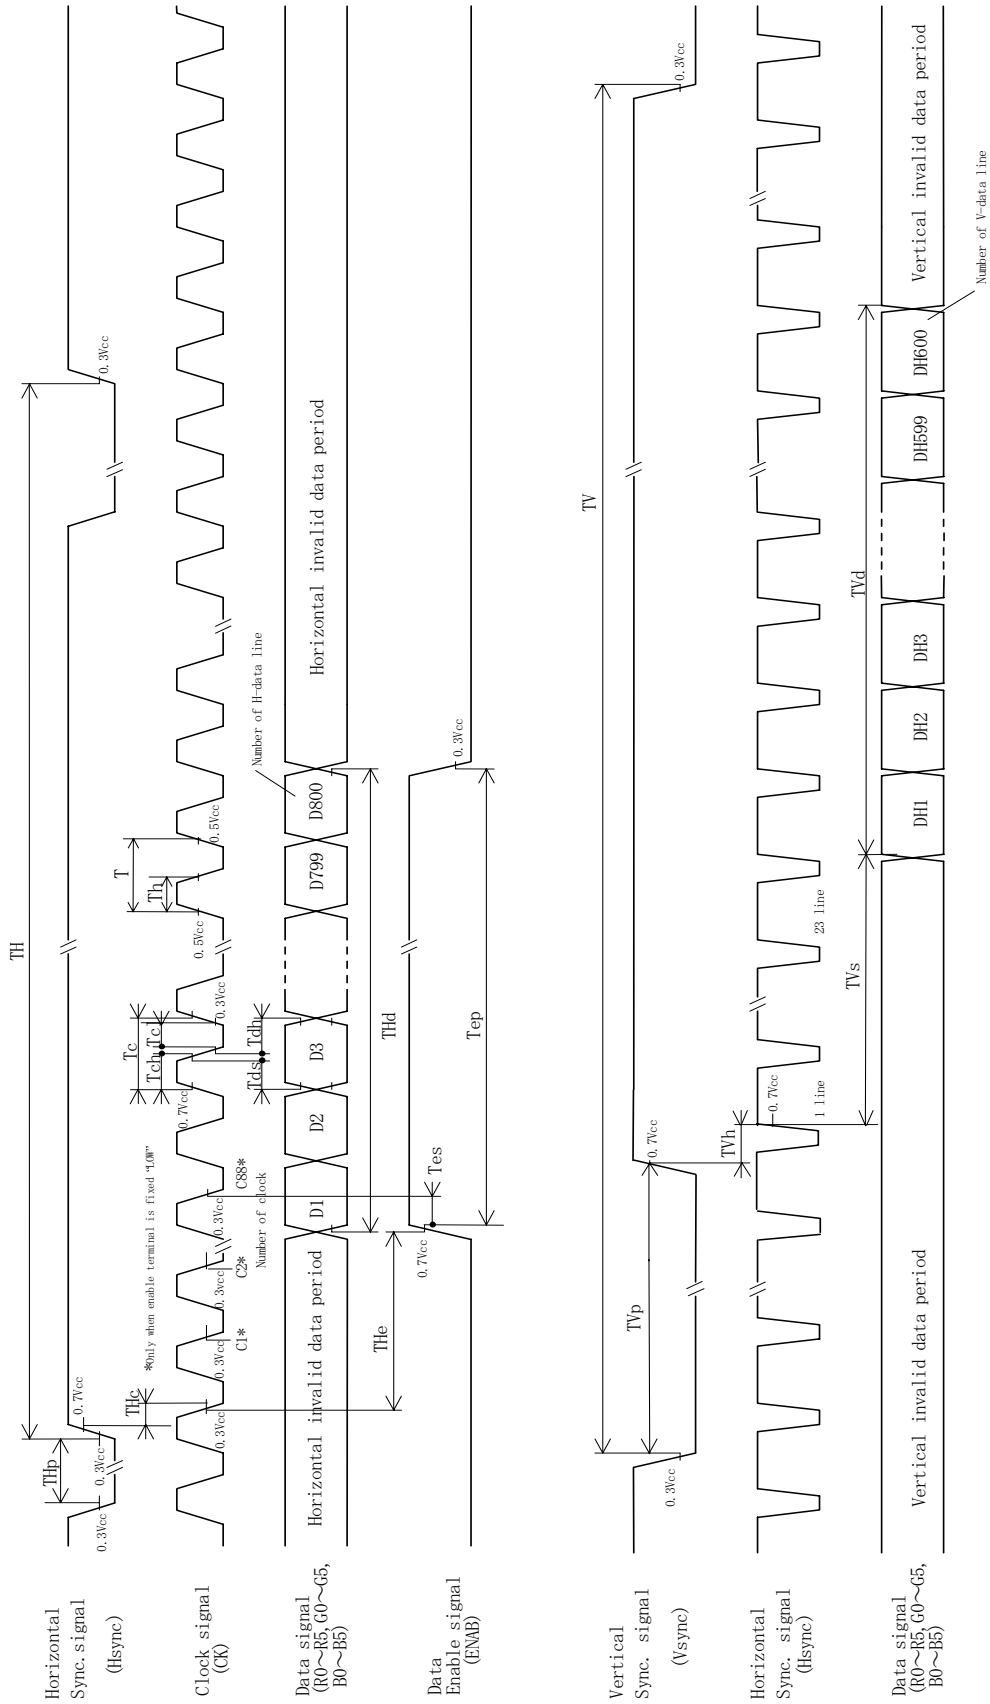 Horizontal
Sync. signal
(Hsync)
THp
0.3Vcc
0.3Vcc
0.7Vcc
TH
0.3Vcc
Clock signal
(CK)
THc
*Only when enable terminal is fixed "LOW"
0.3Vcc
0.3Vcc
C1*
0.3vcc
C2*
0.3Vcc
C88*
Number of clock
0.7Vcc
Tc
Tch
Tcl
0.3Vcc
0.5Vcc
T
Th
0.5Vcc
Data signal
(R0～R5, G0～G5,
B0～B5)
Horizontal invalid data period
D1
D2
D3
Tds
Tdh
D799
D800
Number of H-data line
Horizontal invalid data period
THd
Data
Enable signal
(ENAB)
THe
0.7Vcc
Tes
Tep
0.3Vcc
Vertical
Sync. signal
(Vsync)
0.3Vcc
TVp
0.7Vcc
TV
0.3Vcc
Horizontal
Sync. signal
(Hsync)
TVh
0.7Vcc
1 line
23 line
TVs
TVd
Data signal
(R0～R5, G0～G5,
B0～B5)
Vertical invalid data period
DH1
DH2
DH3
DH599
DH600
Vertical invalid data period
Number of V-data line